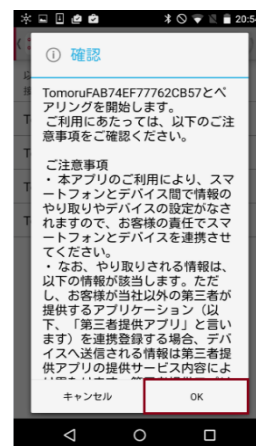 20:54
確認
TomoruFAB74EF77762CB57とペ
アリングを開始します。
ご利用にあたっては、以下のご注
意事項をご確認ください。
ご注意事項
・本アプリのご利用により、スマ
ートフォンとデバイス間で情報の
やり取りやデバイスの設定がなさ
れますので、お客様の責任でスマ
ートフォンとデバイスを連携させ
てください。
・なお、やり取りされる情報は、
以下の情報が該当します。ただ
し、お客様が当社以外の第三者が
提供するアプリケーション（以
下、「第三者提供アプリ」と言い
ます）を連携登録する場合、デバ
イスへ送信される情報は第三者提
供アプリの提供サービス内容によ
キャンセル
OK